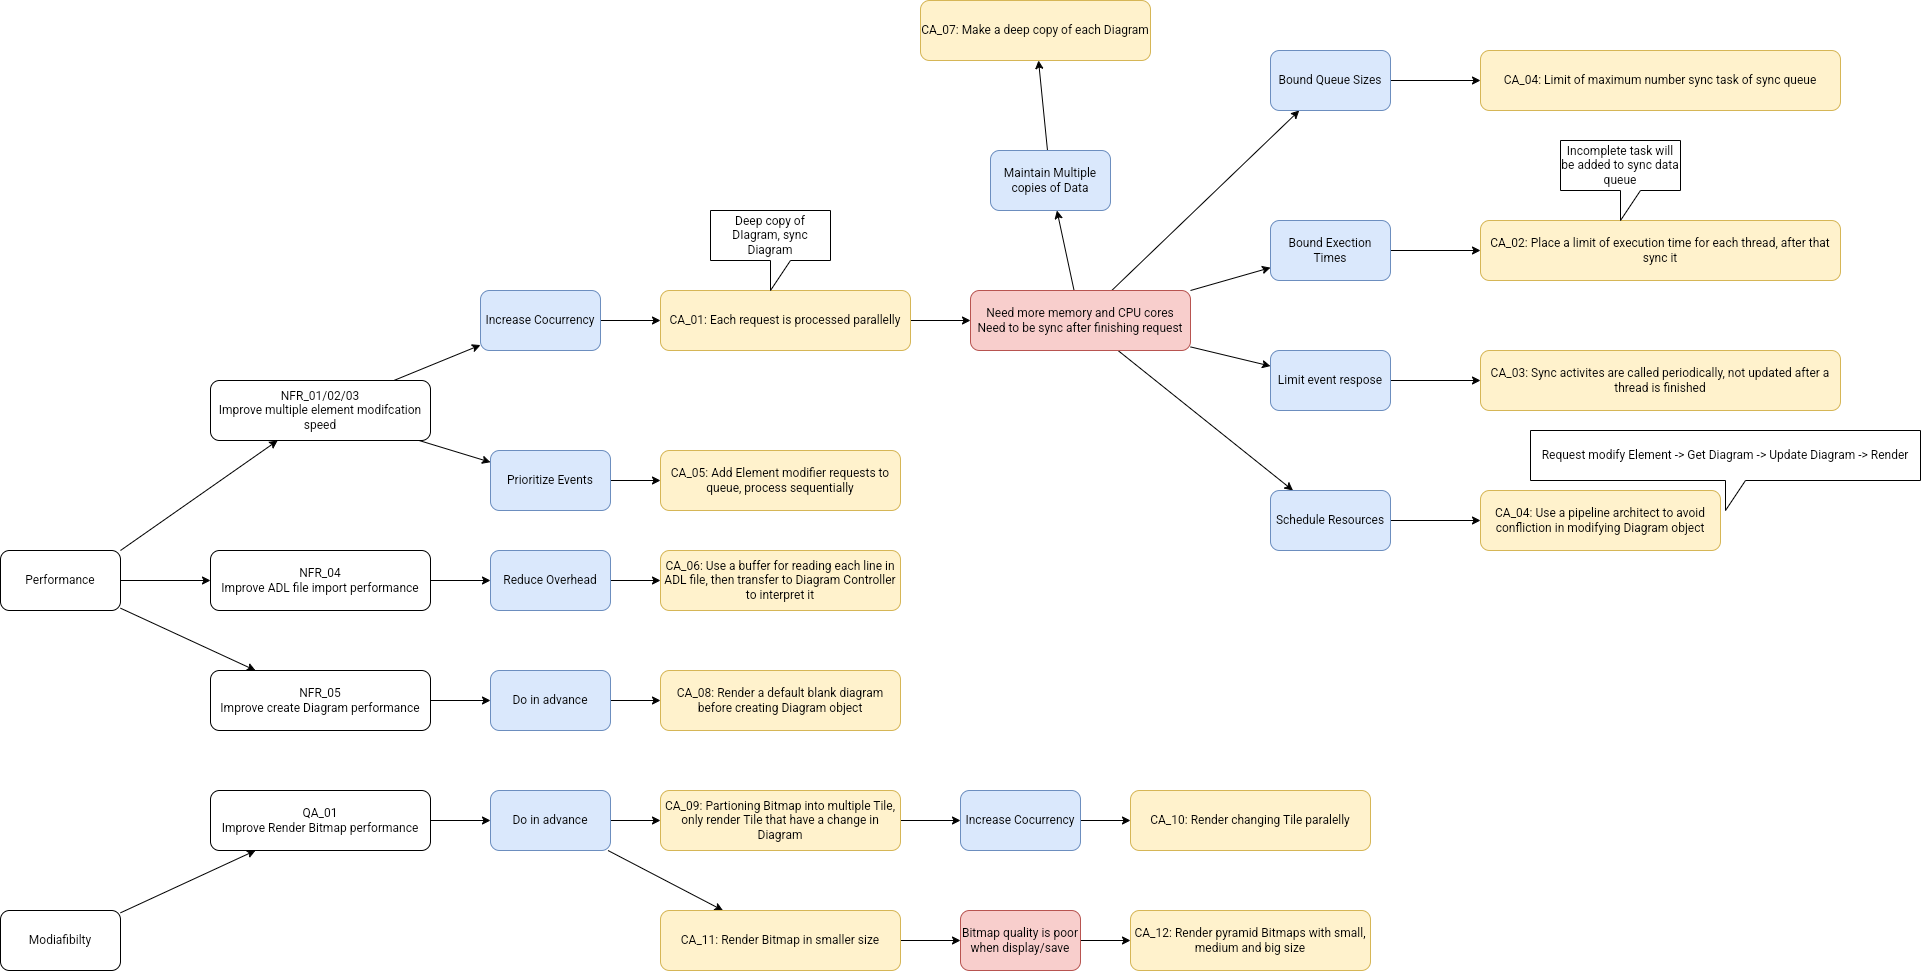 CA_07: Make a deep copy of each Diagram
Bound Queue Sizes
CA_04: Limit of maximum number sync task of sync queue
Incomplete task will
be added to sync data
queue
Maintain Multiple
copies of Data
Deep copy of
DIagram, sync
Diagram
Bound Exection
Times
CA_02: Place a limit of execution time for each thread, after that
sync it
Increase Cocurrency
CA_01: Each request is processed parallelly
Need more memory and CPU cores
Need to be sync after finishing request
Limit event respose
CA_03: Sync activites are called periodically, not updated after a
thread is finished
NFR_01/02/03
Improve multiple element modifcation
speed
Request modify Element -> Get Diagram -> Update Diagram -> Render
Prioritize Events
CA_05: Add Element modifier requests to
queue, process sequentially
Schedule Resources
CA_04: Use a pipeline architect to avoid
confliction in modifying Diagram object
Performance
NFR_04
Improve ADL file import performance
Reduce Overhead
CA_06: Use a buffer for reading each line in
ADL file, then transfer to Diagram Controller
to interpret it
NFR_05
Improve create Diagram performance
Do in advance
CA_08: Render a default blank diagram
before creating Diagram object
QA_01
Improve Render Bitmap performance
Do in advance
CA_09: Partioning Bitmap into multiple Tile,
only render Tile that have a change in
Diagram
Increase Cocurrency
CA_10: Render changing Tile paralelly
Modiafibilty
CA_11: Render Bitmap in smaller size
Bitmap quality is poor
when display/save
CA_12: Render pyramid Bitmaps with small,
medium and big size